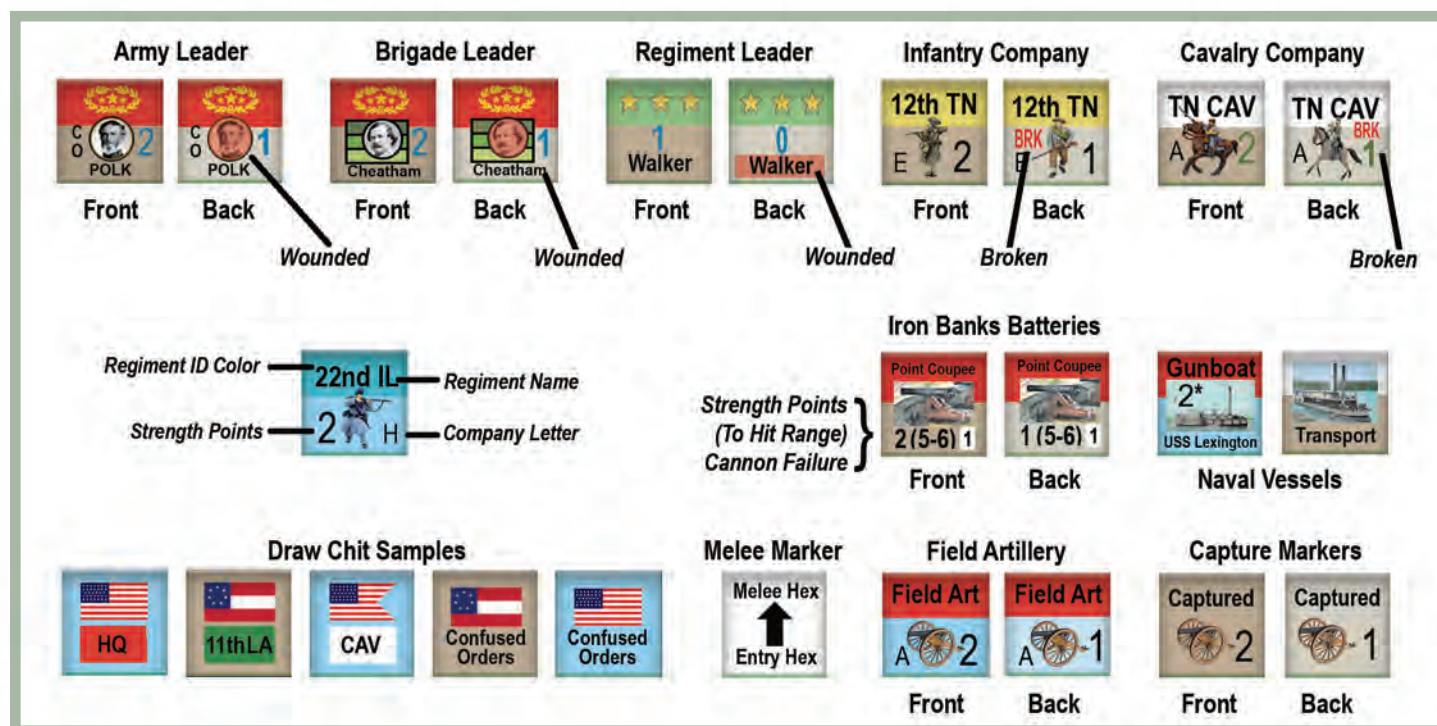 Army Leader
Brigade Leader
Regiment Leader
Infantry Company
Cavalry Company
C
O
2
POLK
C
O
1
POLK
2
Cheatham
1
Cheatham
1
Walker
0
Walker
12th TN
E 2
12th TN
BRK
E 1
TN CAV
A 2
TN CAV
BRK
A 1
Front Back
Front Back
Front Back
Front Back
Front Back
Wounded
Wounded
Wounded
Broken
Broken
Regiment ID Color
22nd IL
Regiment Name
Strength Points
2 H
Company Letter
Iron Banks Batteries
Strength Points
(To Hit Range)
Cannon Failure
Point Coupee
2 (5-6) 1
Point Coupee
1 (5-6) 1
Front Back
Gunboat
2*
USS Lexington
Transport
Naval Vessels
Draw Chit Samples
HQ
11thLA
CAV
Confused
Orders
Confused
Orders
Melee Marker
Melee Hex
Entry Hex
Field Artillery
Field Art
A 2
Field Art
A 1
Front Back
Capture Markers
Captured
2
Captured
1
Front Back